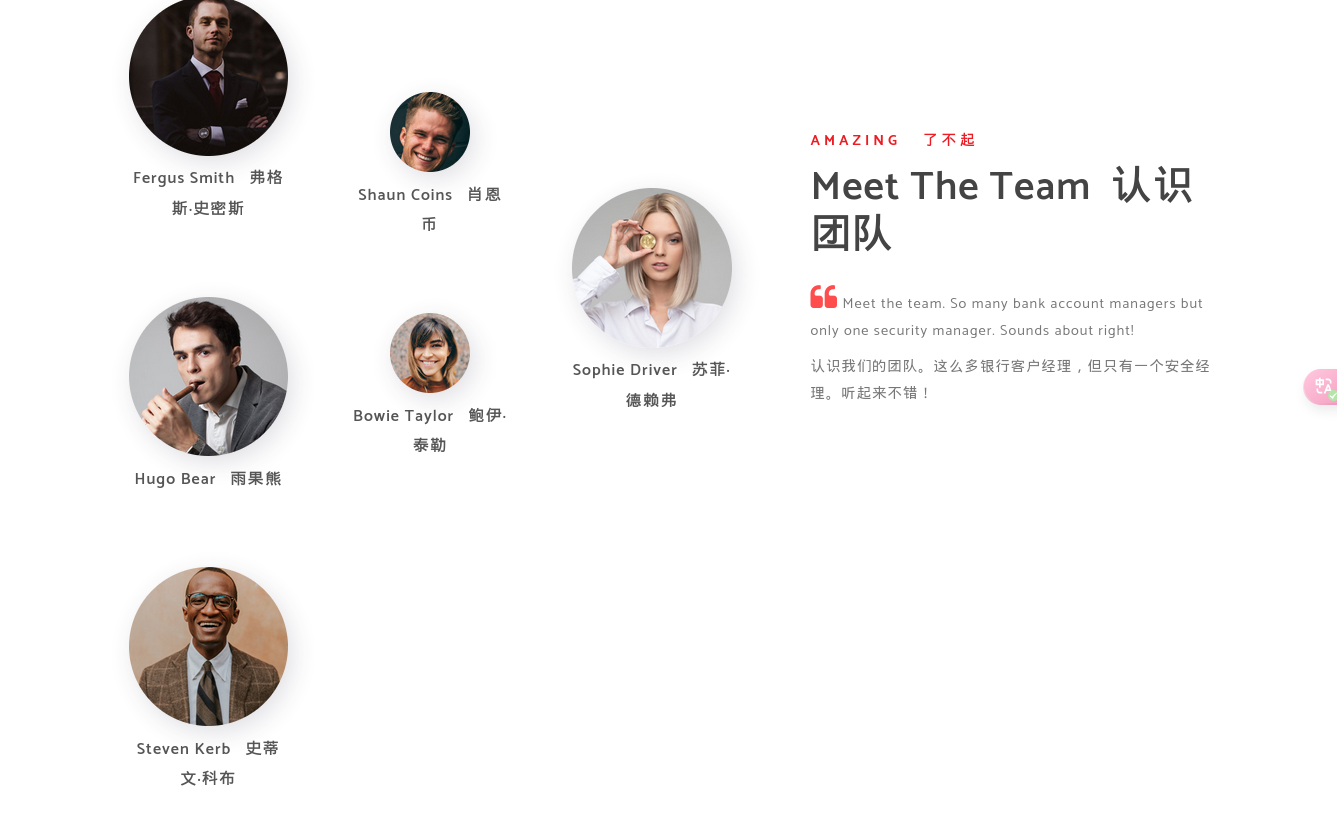 Fergus Smith 弗格
斯·史密斯
Shaun Coins 肖恩
币
Hugo Bear 雨果熊
Bowie Taylor 鲍伊·
泰勒
Steven Kerb 史蒂
文·科布
Sophie Driver 苏菲·
德赖弗
AMAZING 了不起
Meet The Team 认识
团队
Meet the team. So many bank account managers but
only one security manager. Sounds about right!
认识我们的团队。这么多银行客户经理，但只有一个安全经
理。听起来不错！